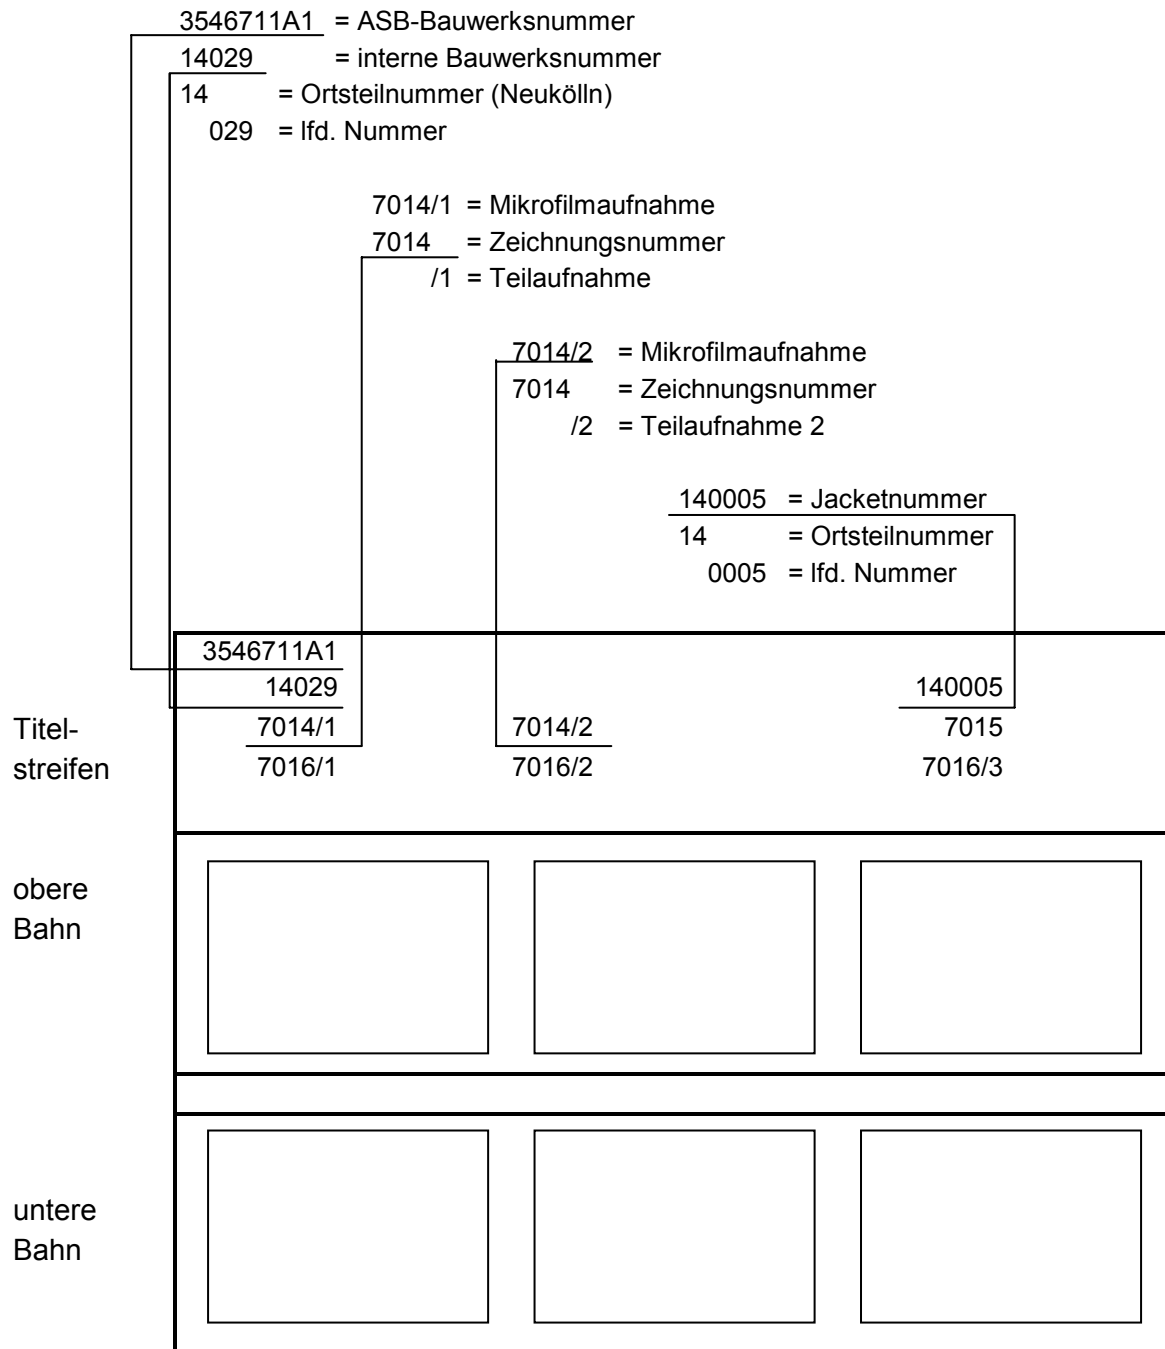 3546711A1 = ASB-Bauwerksnummer
14029 = interne Bauwerksnummer
14 = Ortsteilnummer (Neukölln)
029 = lfd. Nummer
7014/1 = Mikrofilmaufnahme
7014 = Zeichnungsnummer
/1 = Teilaufnahme
7014/2 = Mikrofilmaufnahme
7014 = Zeichnungsnummer
/2 = Teilaufnahme 2
140005 = Jacketnummer
14 = Ortsteilnummer
0005 = lfd. Nummer
3546711A1
14029 140005
Titel- 7014/1 7014/2 7015
streifen 7016/1 7016/2 7016/3
obere
Bahn
untere
Bahn